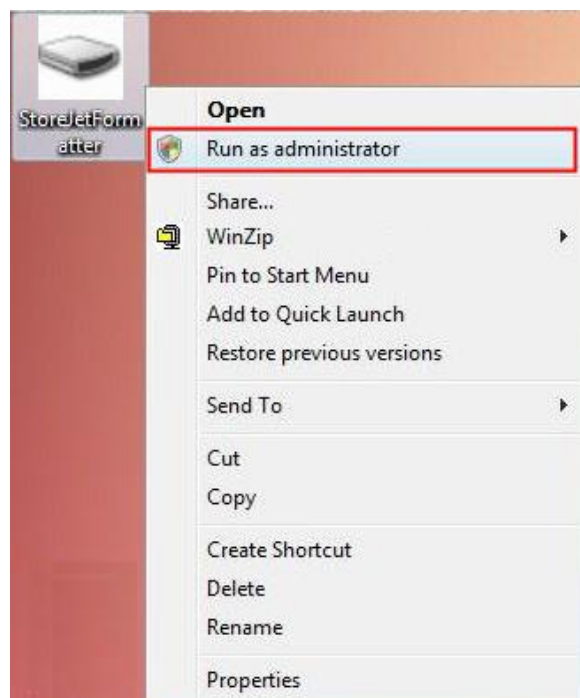 StoreJetForm
atter
Open
Run as administrator
Share...
WinZip
Pin to Start Menu
Add to Quick Launch
Restore previous versions
Send To
Cut
Copy
Create Shortcut
Delete
Rename
Properties